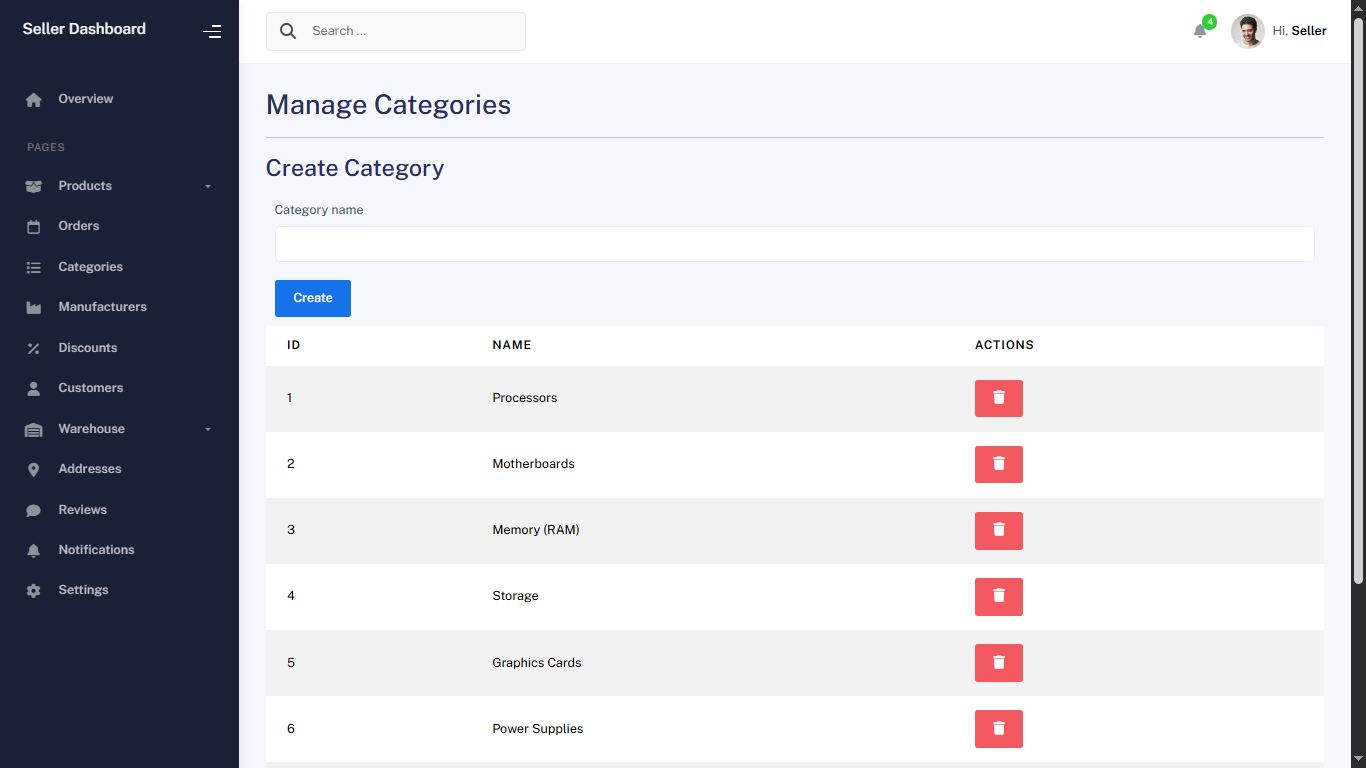 Seller Dashboard
Search ...
4
Hi, Seller
Overview
PAGES
Products
Orders
Categories
Manufacturers
Discounts
Customers
Warehouse
Addresses
Reviews
Notifications
Settings
Manage Categories
Create Category
Category name
Create
ID NAME ACTIONS
1 Processors
2 Motherboards
3 Memory (RAM)
4 Storage
5 Graphics Cards
6 Power Supplies